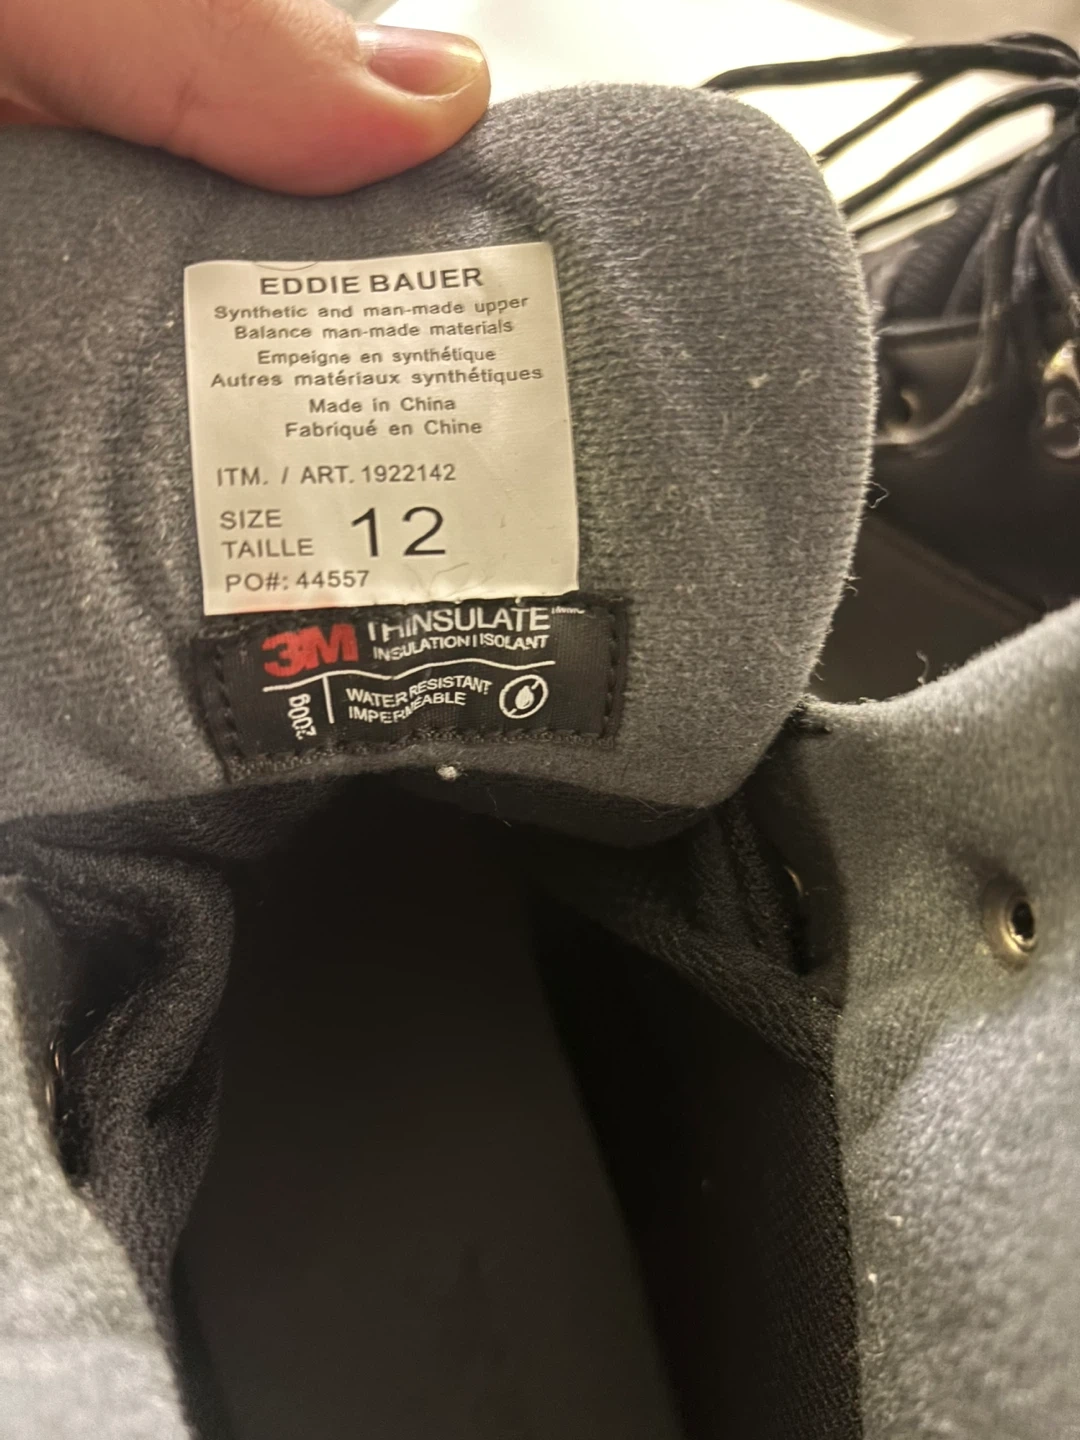 EDDIE BAUER
Synthetic and man-made upper
Balance man-made materials
Empeigne en synthétique
Autres matériaux synthétiques
Made in China
Fabriqué en Chine
ITM. / ART. 1922142
SIZE
TAILLE 12
PO#: 44557
3M THINSULATE
INSULATION | ISOLANT
200g
WATER RESISTANT
IMPERMÉABLE